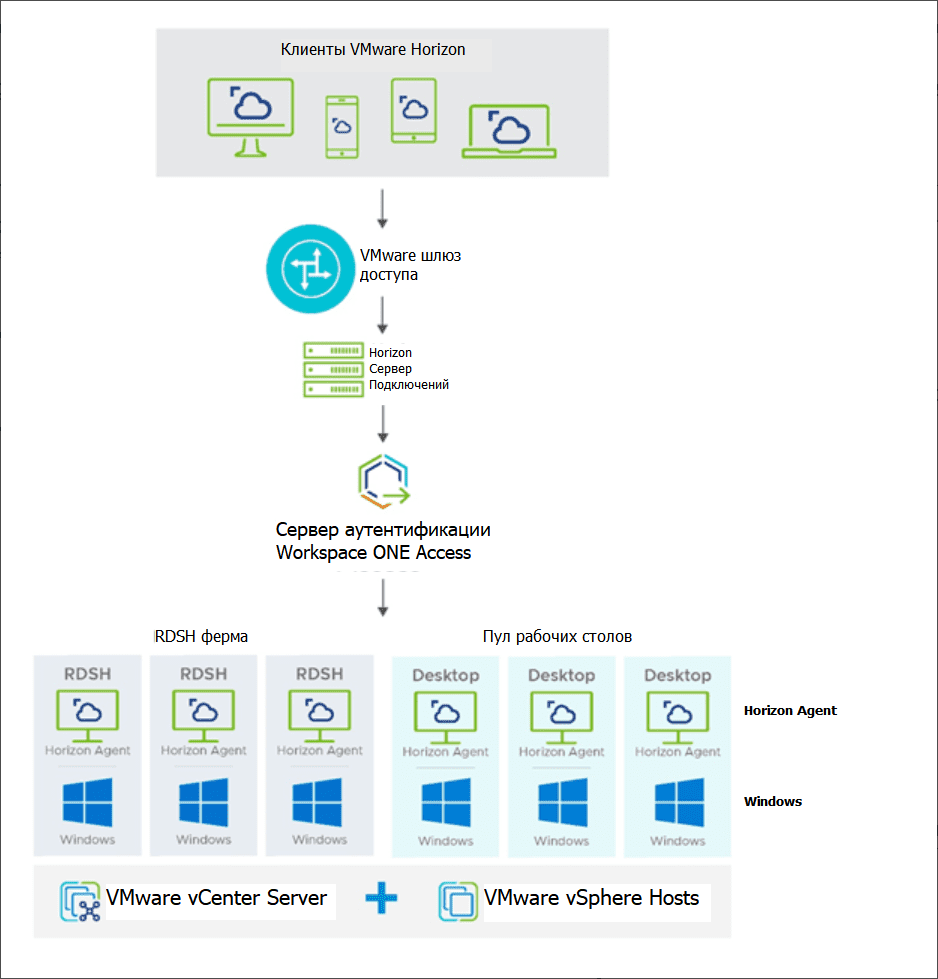 Клиенты VMware Horizon
VMware шлюз
доступа
Horizon
Сервер
Подключений
Сервер аутентификации
Workspace ONE Access
RDSH ферма
Пул рабочих столов
RDSH
RDSH
RDSH
Desktop
Desktop
Desktop
Horizon Agent
Horizon Agent
Horizon Agent
Horizon Agent
Horizon Agent
Horizon Agent
Horizon Agent
Windows
Windows
Windows
Windows
Windows
Windows
Windows
VMware vCenter Server
VMware vSphere Hosts